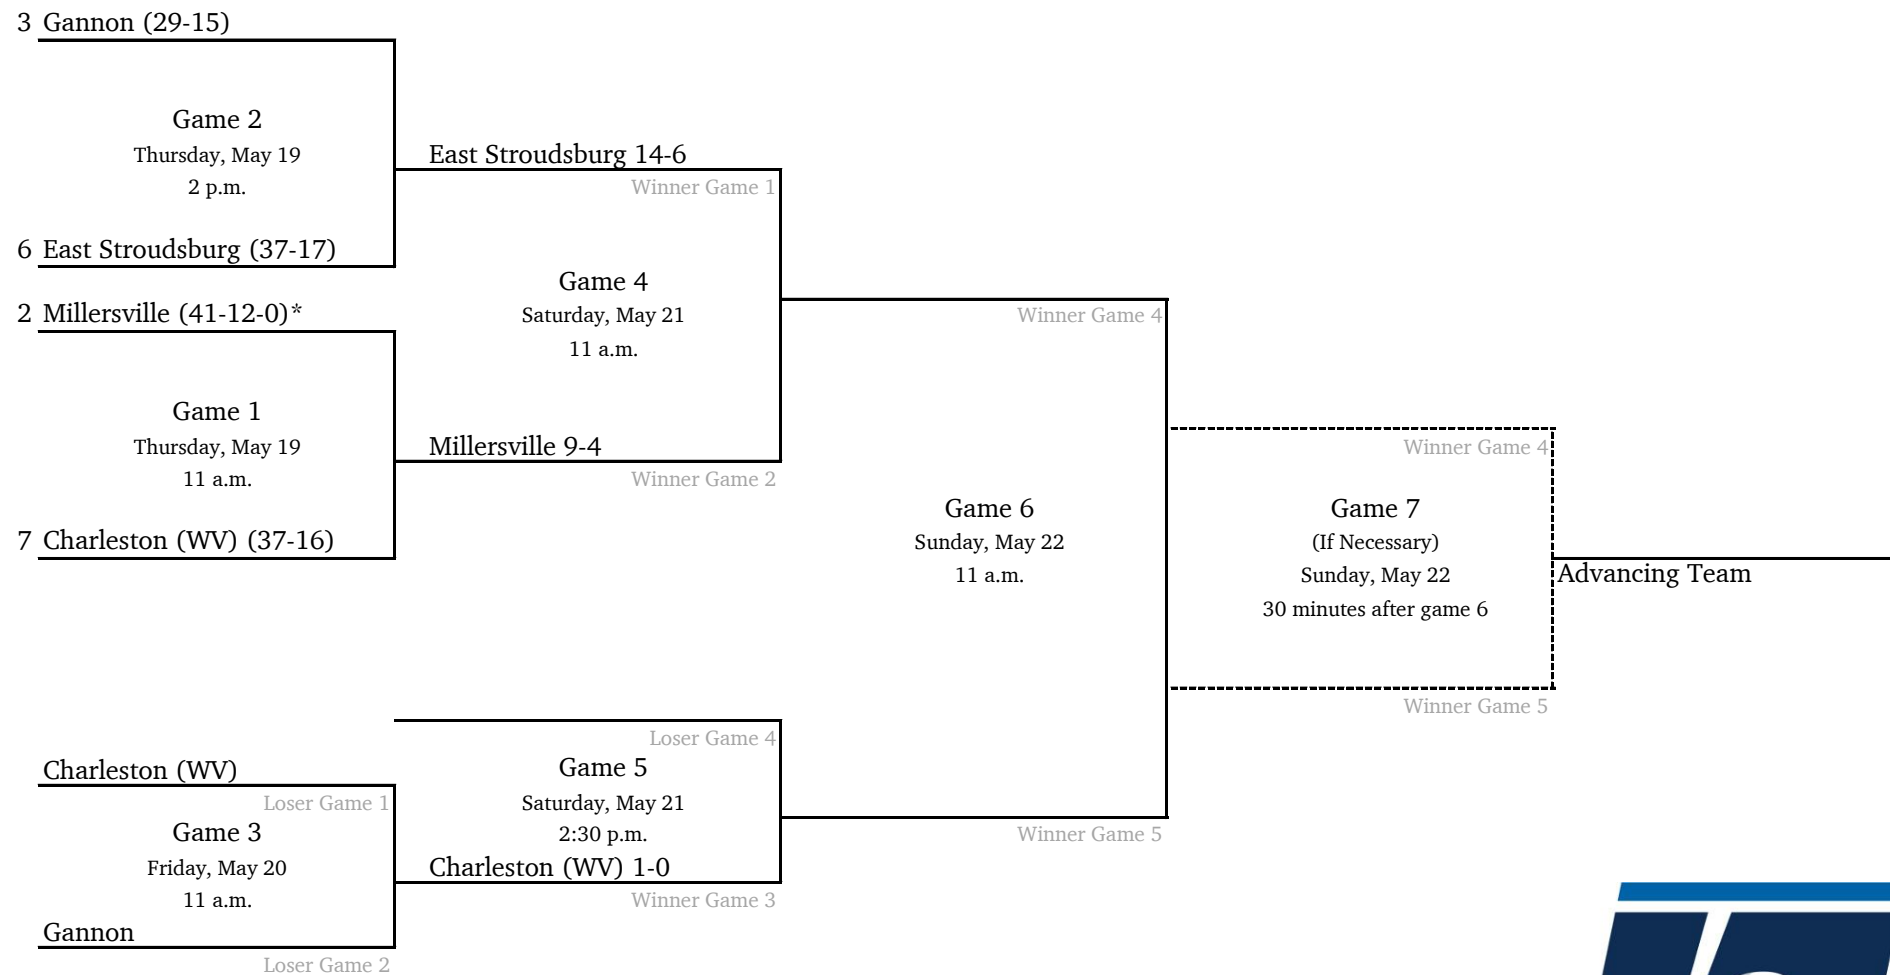 3 Gannon (29-15)
Game 2
Thursday, May 19
2 p.m.
6 East Stroudsburg (37-17)
2 Millersville (41-12-0)*
Game 1
Thursday, May 19
11 a.m.
7 Charleston (WV) (37-16)
East Stroudsburg 14-6
Winner Game 1
Game 4
Saturday, May 21
11 a.m.
Millersville 9-4
Winner Game 2
Winner Game 4
Game 6
Sunday, May 22
11 a.m.
Winner Game 5
Winner Game 4
Game 7
(If Necessary)
Sunday, May 22
30 minutes after game 6
Winner Game 5
Advancing Team
Loser Game 4
Game 5
Saturday, May 21
2:30 p.m.
Charleston (WV) 1-0
Winner Game 3
Charleston (WV)
Loser Game 1
Game 3
Friday, May 20
11 a.m.
Gannon
Loser Game 2